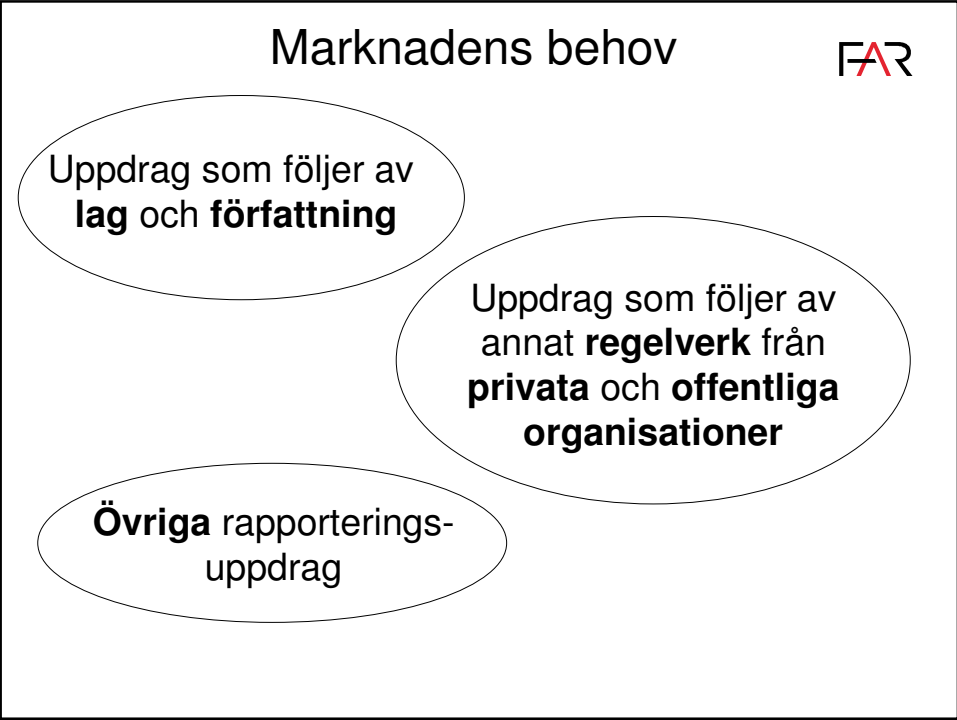 Marknadens behov
FAR
Uppdrag som följer av
lag och författning
Uppdrag som följer av
annat regelverk från
privata och offentliga
organisationer
Övriga rapporterings-
uppdrag